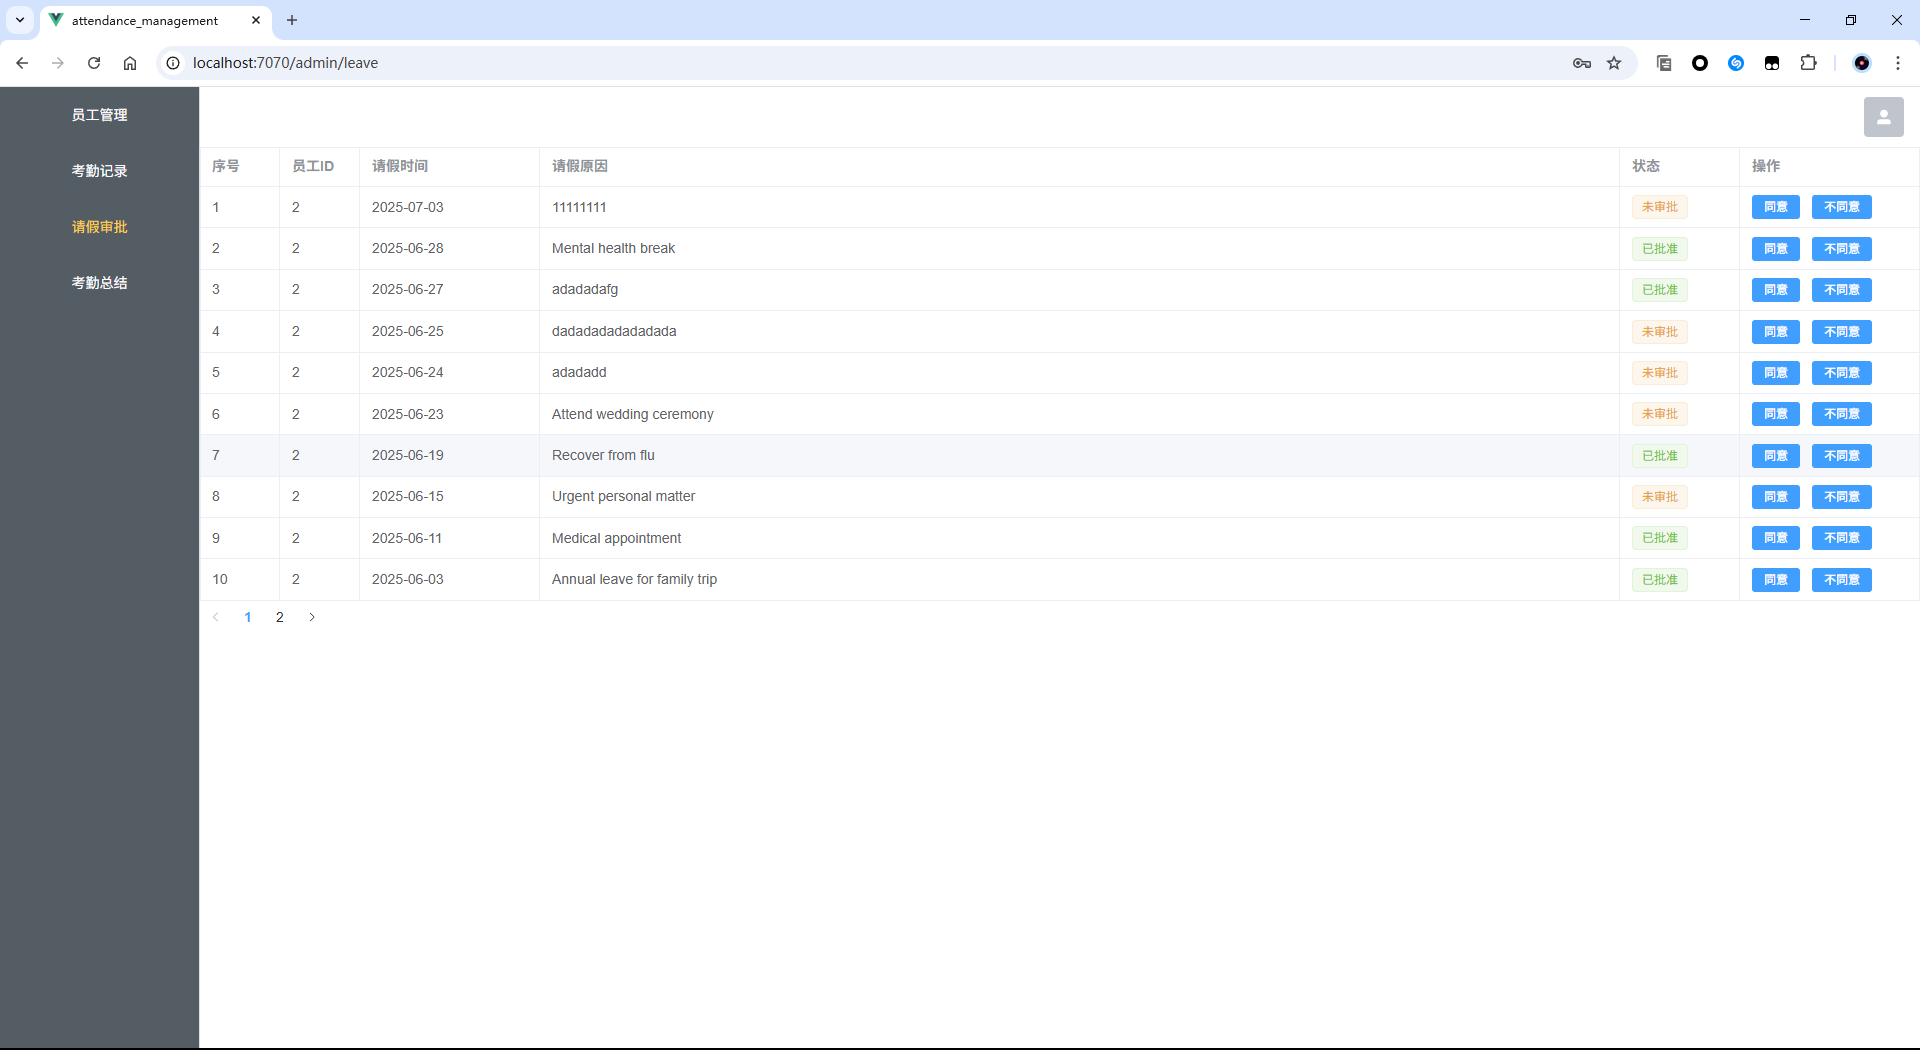 attendance_management
localhost:7070/admin/leave
员工管理
考勤记录
请假审批
考勤总结
序号 员工ID 请假时间 请假原因 状态 操作
1 2 2025-07-03 11111111 未审批 同意 不同意
2 2 2025-06-28 Mental health break 已批准 同意 不同意
3 2 2025-06-27 adadadafg 已批准 同意 不同意
4 2 2025-06-25 dadadadadadadada 未审批 同意 不同意
5 2 2025-06-24 adadadd 未审批 同意 不同意
6 2 2025-06-23 Attend wedding ceremony 未审批 同意 不同意
7 2 2025-06-19 Recover from flu 已批准 同意 不同意
8 2 2025-06-15 Urgent personal matter 未审批 同意 不同意
9 2 2025-06-11 Medical appointment 已批准 同意 不同意
10 2 2025-06-03 Annual leave for family trip 已批准 同意 不同意
1 2